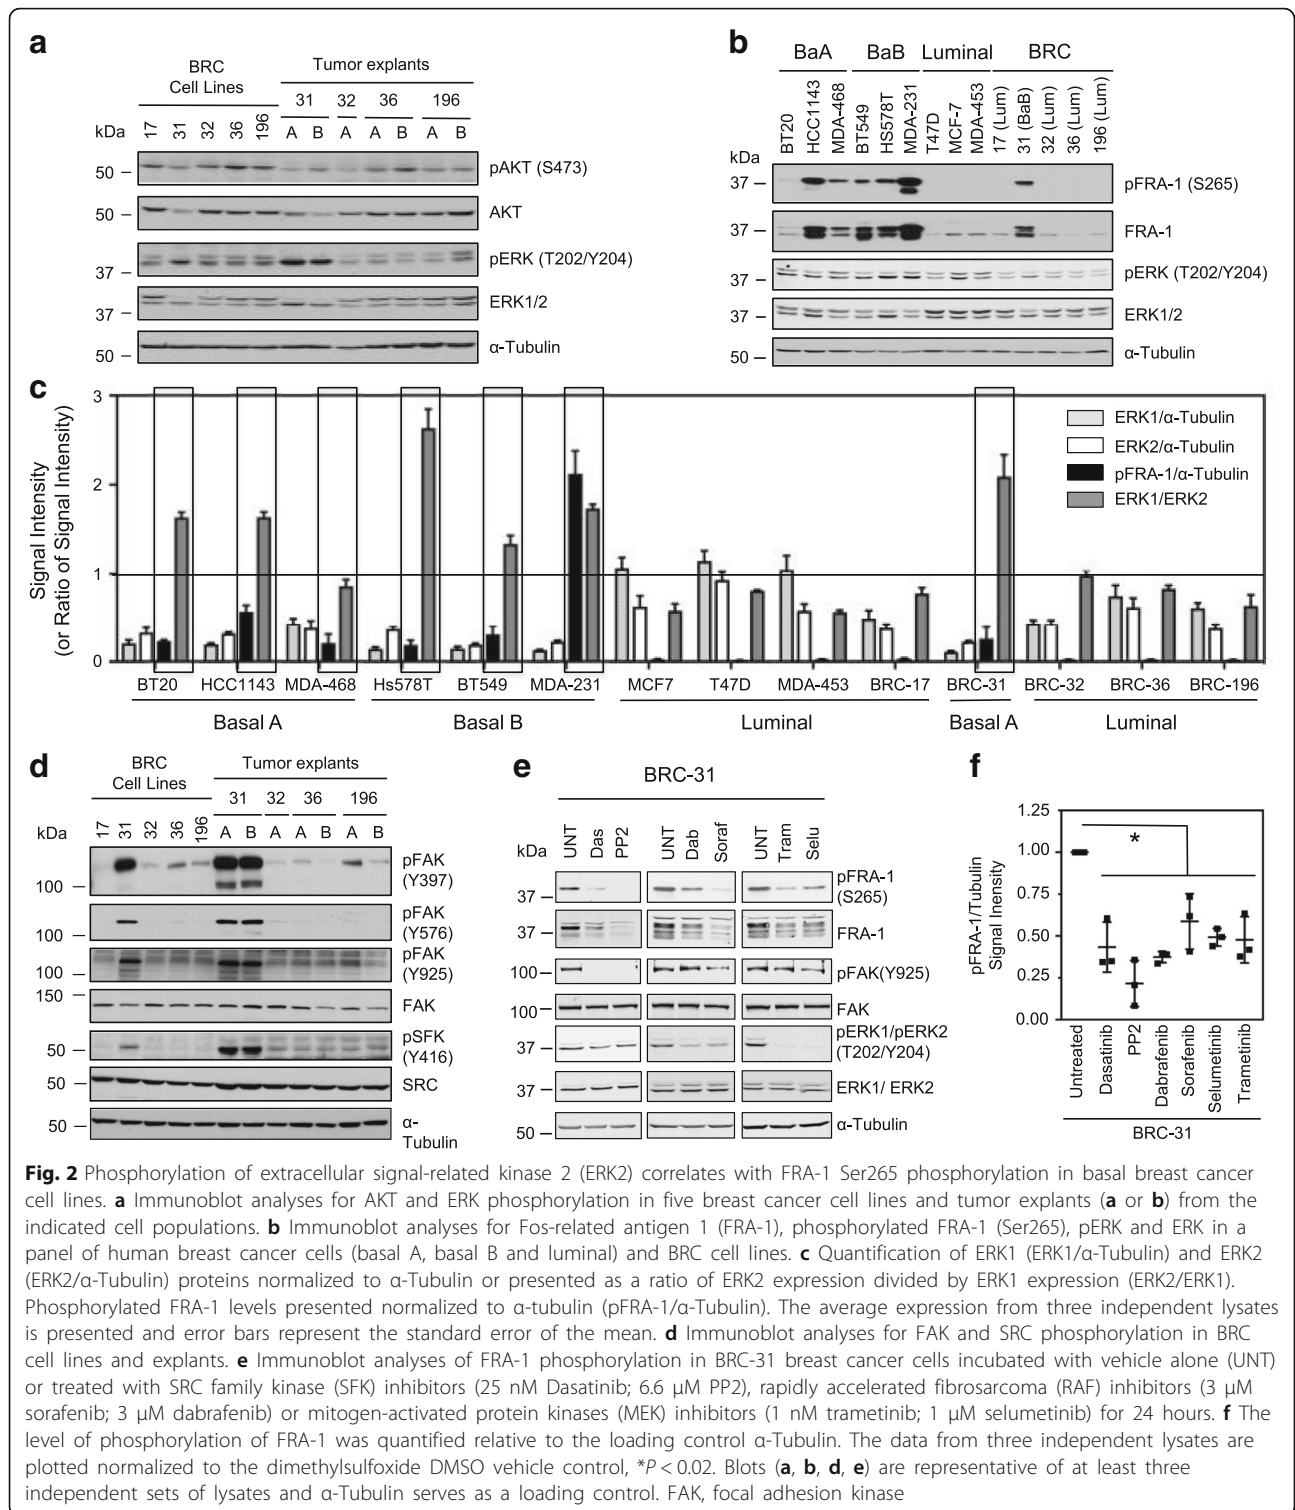 a
BRC
Cell Lines
Tumor explants
31 32 36 196
kDa 17 31 32 36 196 A B A A B A B
50 pAKT (S473)
50 AKT
37 pERK (T202/Y204)
37 ERK1/2
50 α-Tubulin
b
BaA BaB Luminal BRC
BT20 HCC1143 MDA-468 BT549 HS578T MDA-231 T47D MCF-7 MDA-453 17 (Lum) 31 (BaB) 32 (Lum) 36 (Lum) 196 (Lum)
kDa
37 pFRA-1 (S265)
37 FRA-1
37 pERK (T202/Y204)
37 ERK1/2
50 α-Tubulin
c
Signal Intensity
(or Ratio of Signal Intensity)
3
2
1
0
ERK1/α-Tubulin
ERK2/α-Tubulin
pFRA-1/α-Tubulin
ERK1/ERK2
BT20 HCC1143 MDA-468 Hs578T BT549 MDA-231 MCF7 T47D MDA-453 BRC-17 BRC-31 BRC-32 BRC-36 BRC-196
Basal A Basal B Luminal Basal A Luminal
d
BRC
Cell Lines
Tumor explants
31 32 36 196
kDa 17 31 32 36 196 A B A A B A B
100 pFAK
(Y397)
100 pFAK
(Y576)
100 pFAK
(Y925)
150 FAK
50 pSFK
(Y416)
50 SRC
50 α-
Tubulin
e
BRC-31
kDa UNT Das PP2 UNT Dab Soraf UNT Tram Selu
37 pFRA-1
(S265)
37 FRA-1
100 pFAK(Y925)
100 FAK
37 pERK1/pERK2
(T202/Y204)
37 ERK1/ ERK2
50 α-Tubulin
f
pFRA-1/Tubulin
Signal Inensity
1.25
1.00
0.75
0.50
0.25
0.00
*
Untreated Dasatinib PP2 Dabrafenib Sorafenib Selumetinib Trametinib
BRC-31
Fig. 2 Phosphorylation of extracellular signal-related kinase 2 (ERK2) correlates with FRA-1 Ser265 phosphorylation in basal breast cancer
cell lines. a Immunoblot analyses for AKT and ERK phosphorylation in five breast cancer cell lines and tumor explants (a or b) from the
indicated cell populations. b Immunoblot analyses for Fos-related antigen 1 (FRA-1), phosphorylated FRA-1 (Ser265), pERK and ERK in a
panel of human breast cancer cells (basal A, basal B and luminal) and BRC cell lines. c Quantification of ERK1 (ERK1/α-Tubulin) and ERK2
(ERK2/α-Tubulin) proteins normalized to α-Tubulin or presented as a ratio of ERK2 expression divided by ERK1 expression (ERK2/ERK1).
Phosphorylated FRA-1 levels presented normalized to α-tubulin (pFRA-1/α-Tubulin). The average expression from three independent lysates
is presented and error bars represent the standard error of the mean. d Immunoblot analyses for FAK and SRC phosphorylation in BRC
cell lines and explants. e Immunoblot analyses of FRA-1 phosphorylation in BRC-31 breast cancer cells incubated with vehicle alone (UNT)
or treated with SRC family kinase (SFK) inhibitors (25 nM Dasatinib; 6.6 μM PP2), rapidly accelerated fibrosarcoma (RAF) inhibitors (3 μM
sorafenib; 3 μM dabrafenib) or mitogen-activated protein kinases (MEK) inhibitors (1 nM trametinib; 1 μM selumetinib) for 24 hours. f The
level of phosphorylation of FRA-1 was quantified relative to the loading control α-Tubulin. The data from three independent lysates are
plotted normalized to the dimethylsulfoxide DMSO vehicle control, *P < 0.02. Blots (a, b, d, e) are representative of at least three
independent sets of lysates and α-Tubulin serves as a loading control. FAK, focal adhesion kinase